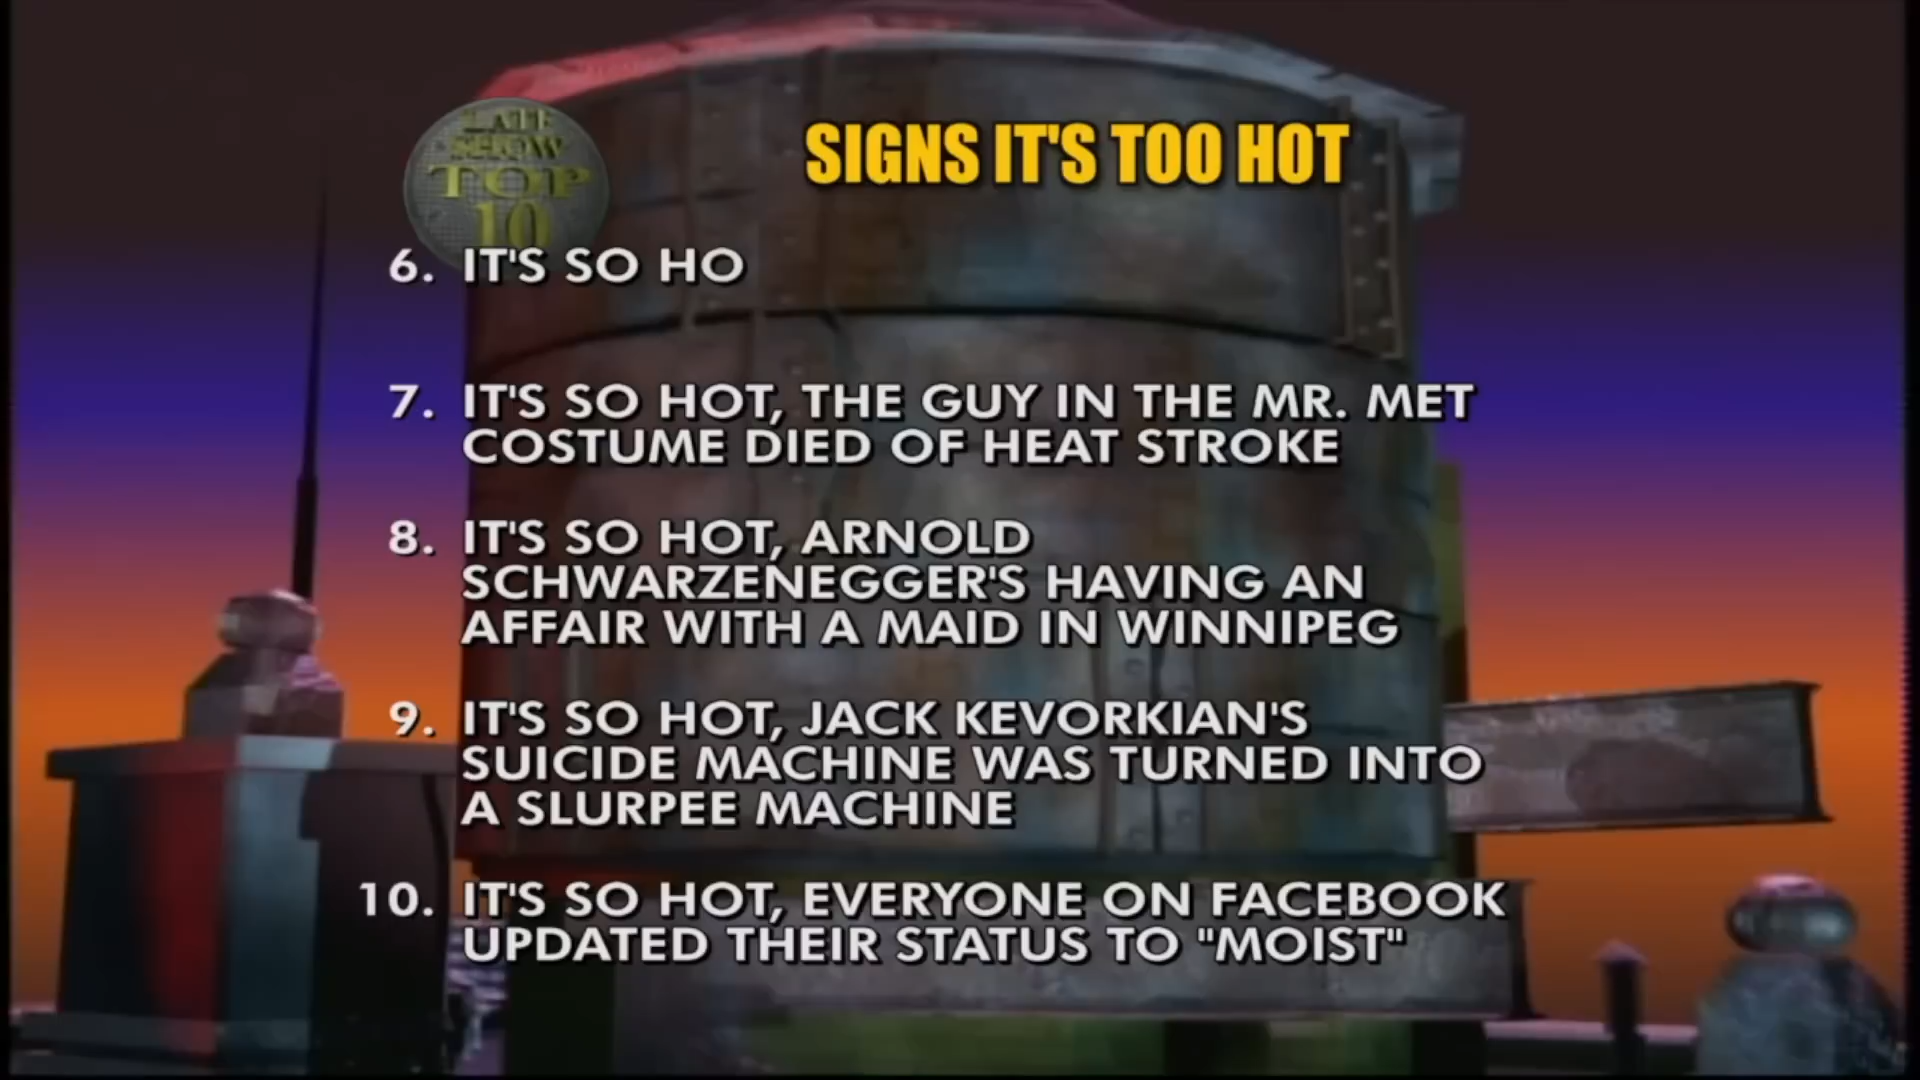 LATE
SHOW
TOP
10
SIGNS IT'S TOO HOT
6. IT'S SO HO
7. IT'S SO HOT, THE GUY IN THE MR. MET
COSTUME DIED OF HEAT STROKE
8. IT'S SO HOT, ARNOLD
SCHWARZENEGGER'S HAVING AN
AFFAIR WITH A MAID IN WINNIPEG
9. IT'S SO HOT, JACK KEVORKIAN'S
SUICIDE MACHINE WAS TURNED INTO
A SLURPEE MACHINE
10. IT'S SO HOT, EVERYONE ON FACEBOOK
UPDATED THEIR STATUS TO "MOIST"